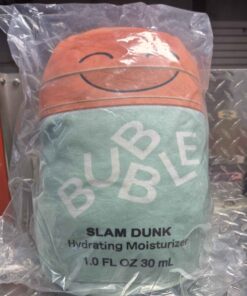 BUBBLE
SLAM DUNK
Hydrating Moisturizer
1.0 FL OZ 30 mL